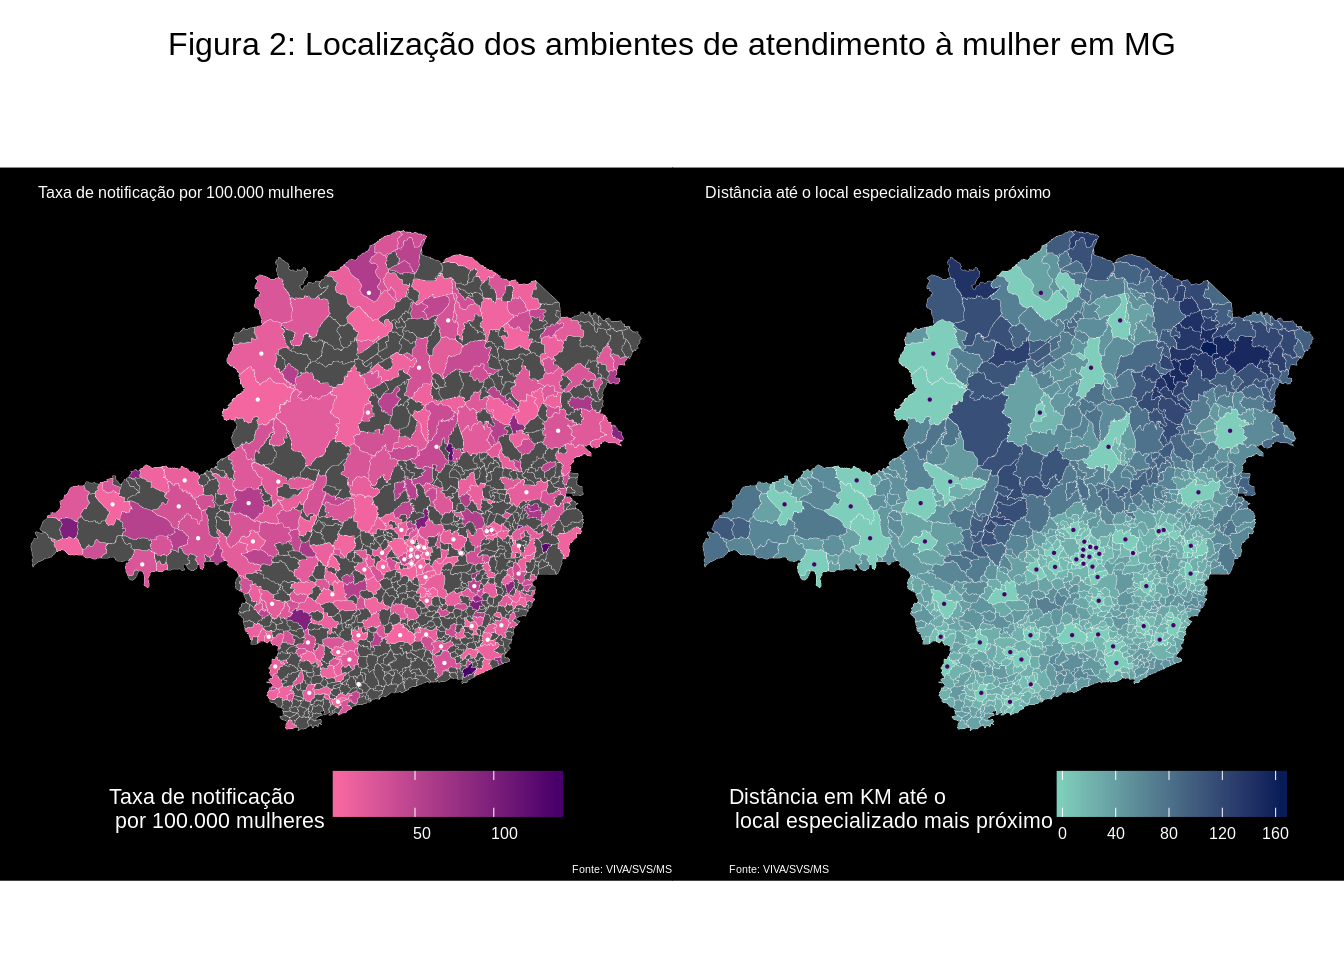 Figura 2: Localização dos ambientes de atendimento à mulher em MG
Taxa de notificação por 100.000 mulheres
Distância até o local especializado mais próximo
Taxa de notificação
por 100.000 mulheres
50
100
Distância em KM até o
local especializado mais próximo
0
40
80
120
160
Fonte: VIVA/SVS/MS
Fonte: VIVA/SVS/MS